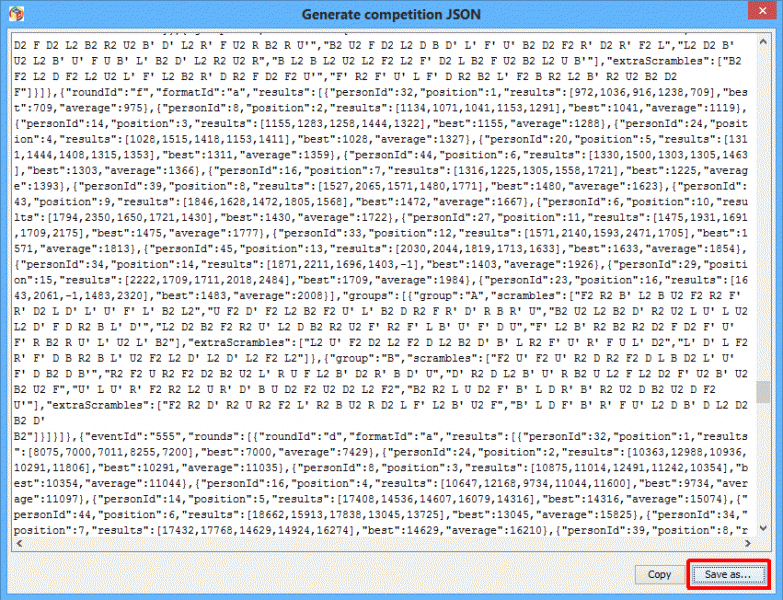 Generate competition JSON
D2 F D2 L2 B2 R2 U2 B' D' L2 R' F U2 R B2 R U'","B2 U2 F D2 L2 D B D' L' F' U' B2 D2 F2 R' D2 R' F2 L","L2 D2 B'
U2 L2 B' U' F U B' L' B2 D' L2 R2 U2 R","B L2 B L2 U2 L2 F2 L2 F' D2 L B2 F U2 B2 L2 U B'"],"extraScrambles":["B2
F2 L2 D F2 L2 U2 L' F' L2 B2 R' D R2 F D2 F2 U'","F' R2 F' U' L F' D R2 B2 L' F2 B R2 L2 B' R2 U2 B2 D2
F"]}]},{"roundId":"f","formatId":"a","results":[{"personId":32,"position":1,"results":[972,1036,916,1238,709],"bes
t":709,"average":975},{"personId":8,"position":2,"results":[1134,1071,1041,1153,1291],"best":1041,"average":1119},
{"personId":14,"position":3,"results":[1155,1283,1258,1444,1322],"best":1155,"average":1288},{"personId":24,"posit
ion":4,"results":[1028,1515,1418,1153,1411],"best":1028,"average":1327},{"personId":20,"position":5,"results":[131
1,1444,1408,1315,1353],"best":1311,"average":1359},{"personId":44,"position":6,"results":[1330,1500,1303,1305,1463
],"best":1303,"average":1366},{"personId":16,"position":7,"results":[1316,1225,1305,1558,1721],"best":1225,"averag
e":1393},{"personId":39,"position":8,"results":[1527,2065,1571,1480,1771],"best":1480,"average":1623},{"personId":
43,"position":9,"results":[1846,1628,1472,1805,1568],"best":1472,"average":1667},{"personId":6,"position":10,"resu
lts":[1794,2350,1650,1721,1430],"best":1430,"average":1722},{"personId":27,"position":11,"results":[1475,1931,1691
,1709,2175],"best":1475,"average":1777},{"personId":33,"position":12,"results":[1571,2140,1593,2471,1705],"best":1
571,"average":1813},{"personId":45,"position":13,"results":[2030,2044,1819,1713,1633],"best":1633,"average":1854},
{"personId":34,"position":14,"results":[1871,2211,1696,1403,-1],"best":1403,"average":1926},{"personId":29,"positi
on":15,"results":[2222,1709,1711,2018,2484],"best":1709,"average":1984},{"personId":23,"position":16,"results":[16
43,2061,-1,1483,2320],"best":1483,"average":2008}],"groups":[{"group":"A","scrambles":["F2 R2 B' L2 B U2 F2 R2 F'
R' D2 L D' L' U' F' L' B2 L2","U F2 D' F2 L2 B2 F2 U' L' B2 D R2 F R' D' R B R' U","B2 U2 L2 B2 D' R2 U2 L U' L U2
L2 D' F D R2 B L' D'","L2 D2 B2 F2 R2 U' L2 D B2 R2 U2 F' R2 F' L B' U' F' D U","F' L2 B' R2 B2 R2 D2 F D2 F' U'
F' R B2 R U' L' U2 L' B2"],"extraScrambles":["L2 U' F2 D2 L2 F2 D L2 B2 D' B' L R2 F' U' R' F U L' D2","L' D' L F2
R' F' D B R2 B L' U2 F2 L2 D' L2 D' L2 F2 L2"]},{"group":"B","scrambles":["F2 U' F2 U' R2 D R2 F2 D L B D2 L' U'
F' D B2 D B'","R2 F2 U R2 F2 D2 B2 U2 L' R U F L2 B' D2 R' B D' U","D' R2 D L2 B' U' R B2 U L2 F L2 D2 F' U2 B' U2
B2 U2 F","U' L U' R' F2 R2 L2 U R' D' B U D2 F2 U2 D2 L2 F2","B2 R2 L U D2 F' B' L D R' B' R2 U2 D B2 U2 D F2
U'"],"extraScrambles":["F2 R2 D' R2 U R2 F2 L' R2 B U2 R D2 L F' L2 B' U2 F","B' L D F' B' R' F U' L2 D B' D L2 D2
B2 D'
B2"]}]}]},{"eventId":"555","rounds":[{"roundId":"d","formatId":"a","results":[{"personId":32,"position":1,"results
":[8075,7000,7011,8255,7200],"best":7000,"average":7429},{"personId":24,"position":2,"results":[10363,12988,10936,
10291,11806],"best":10291,"average":11035},{"personId":8,"position":3,"results":[10875,11014,12491,11242,10354],"b
est":10354,"average":11044},{"personId":16,"position":4,"results":[10647,12168,9734,11044,11600],"best":9734,"aver
age":11097},{"personId":14,"position":5,"results":[17408,14536,14607,16079,14316],"best":14316,"average":15074},{"
personId":44,"position":6,"results":[18662,15913,17838,13045,13725],"best":13045,"average":15825},{"personId":34,"
position":7,"results":[17432,17768,14629,14924,16274],"best":14629,"average":16210},{"personId":39,"position":8,"r
Copy
Save as...